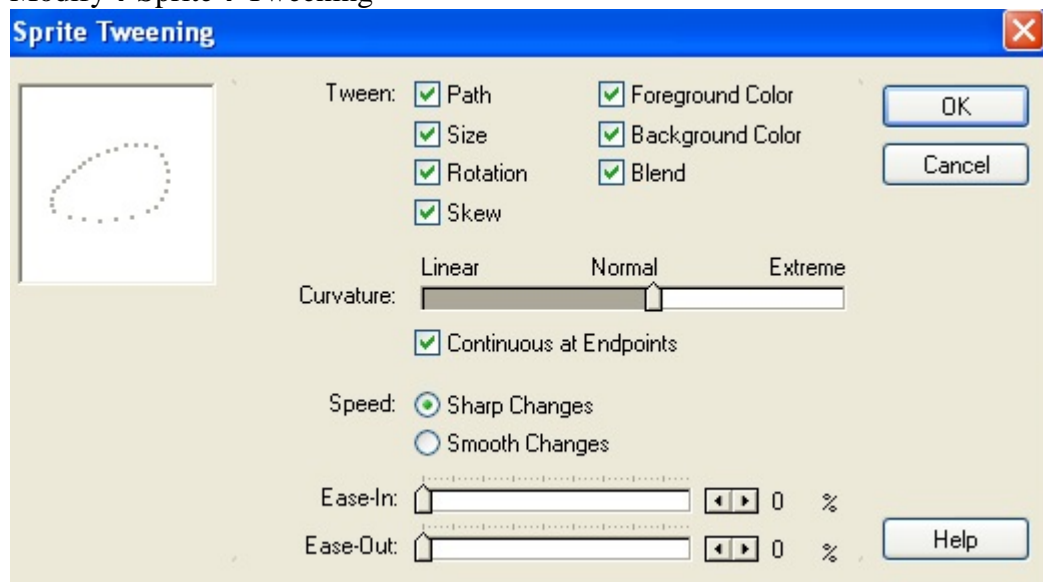 Sprite Tweening
Tween: Path Foreground Color OK
Size Background Color
Rotation Blend Cancel
Skew
Linear Normal Extreme
Curvature:
Continuous at Endpoints
Speed: Sharp Changes
Smooth Changes
Ease-In: 0 %
Ease-Out: 0 % Help